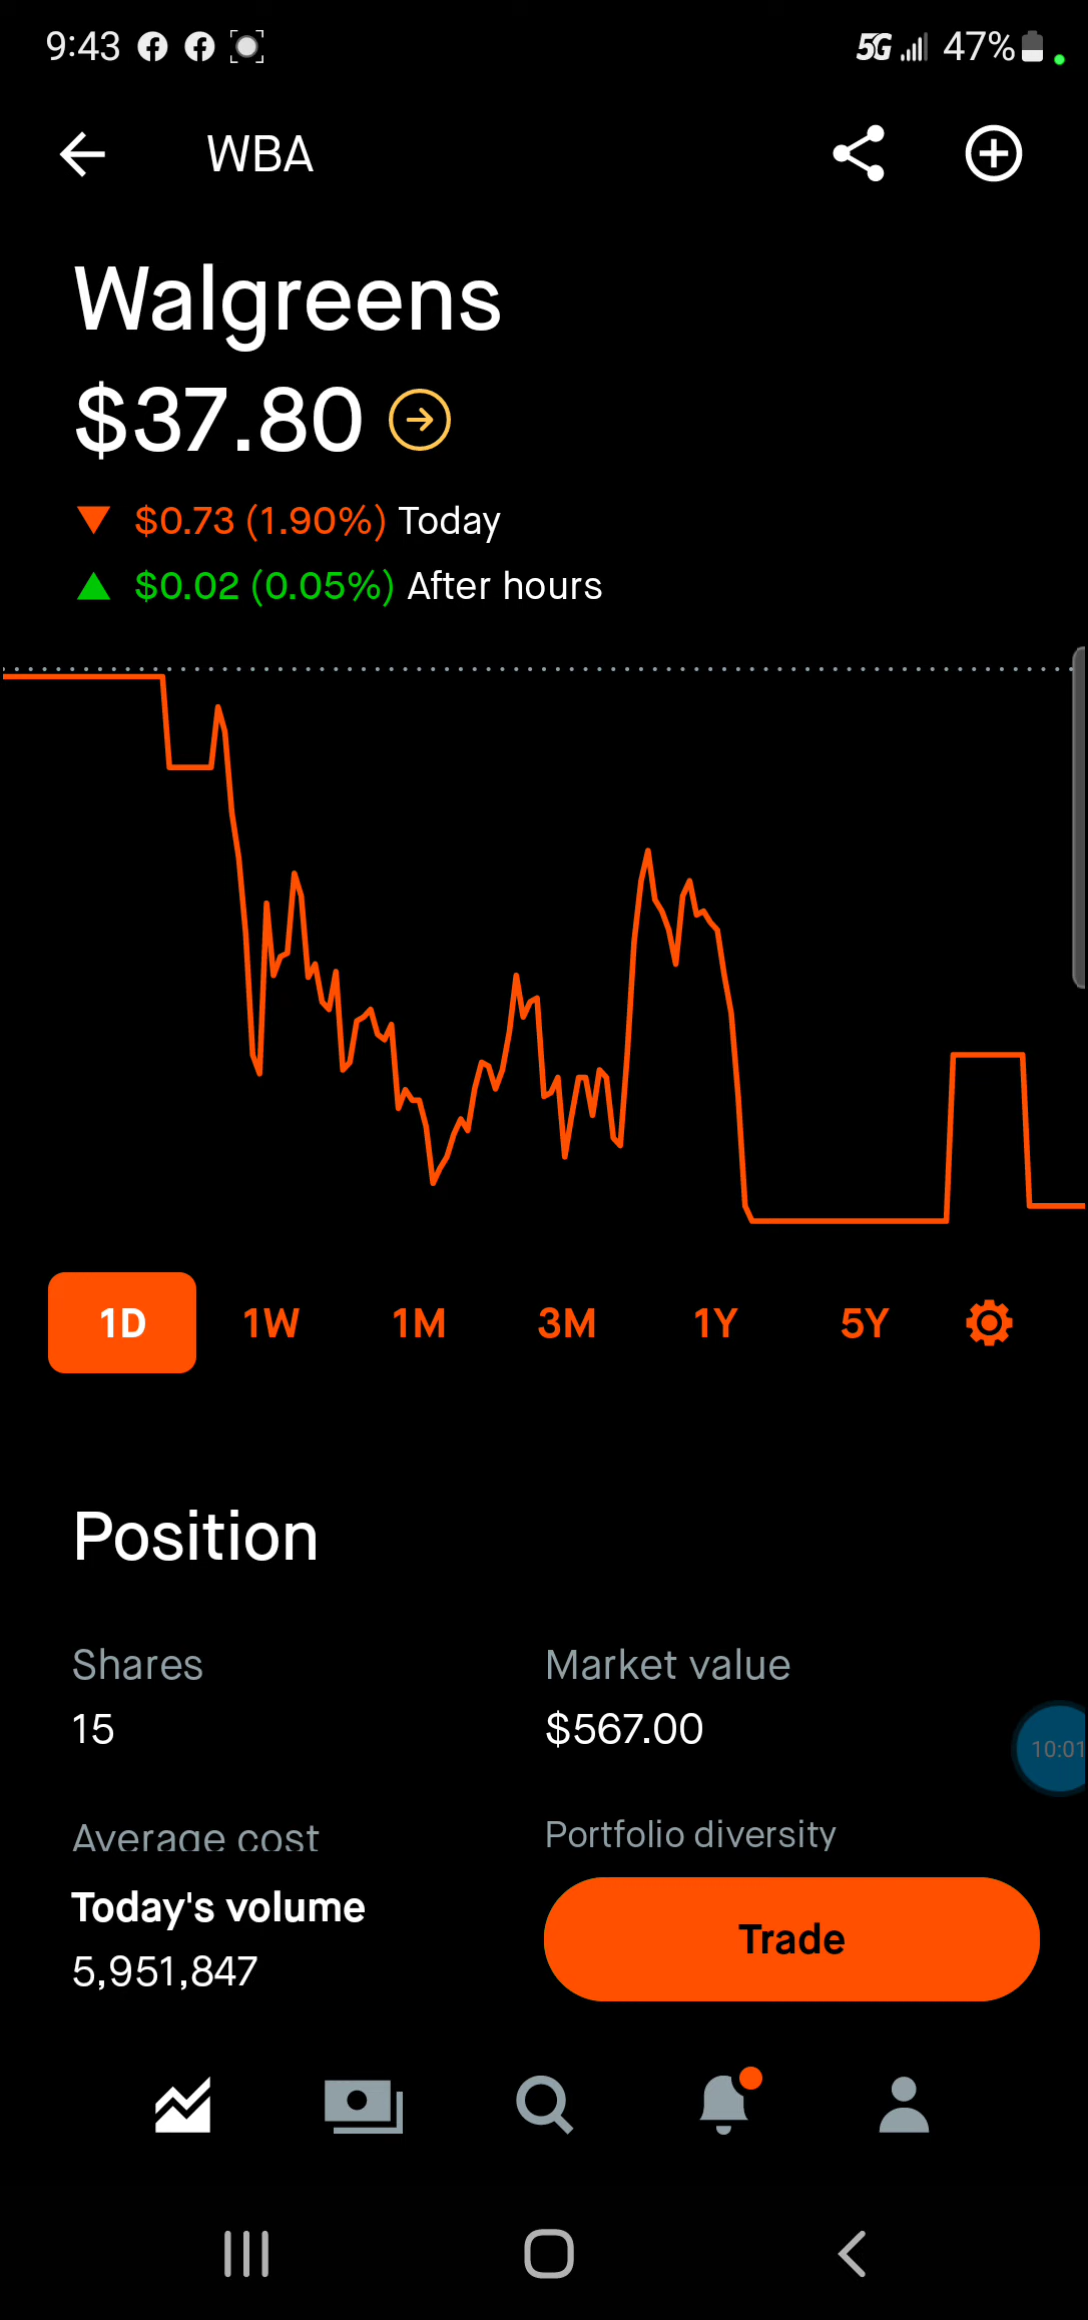 9:43
5G 47%
WBA
Walgreens
$37.80
$0.73 (1.90%) Today
$0.02 (0.05%) After hours
1D 1W 1M 3M 1Y 5Y
Position
Shares Market value
15 $567.00
10:01
Average cost Portfolio diversity
Today's volume
5,951,847
Trade